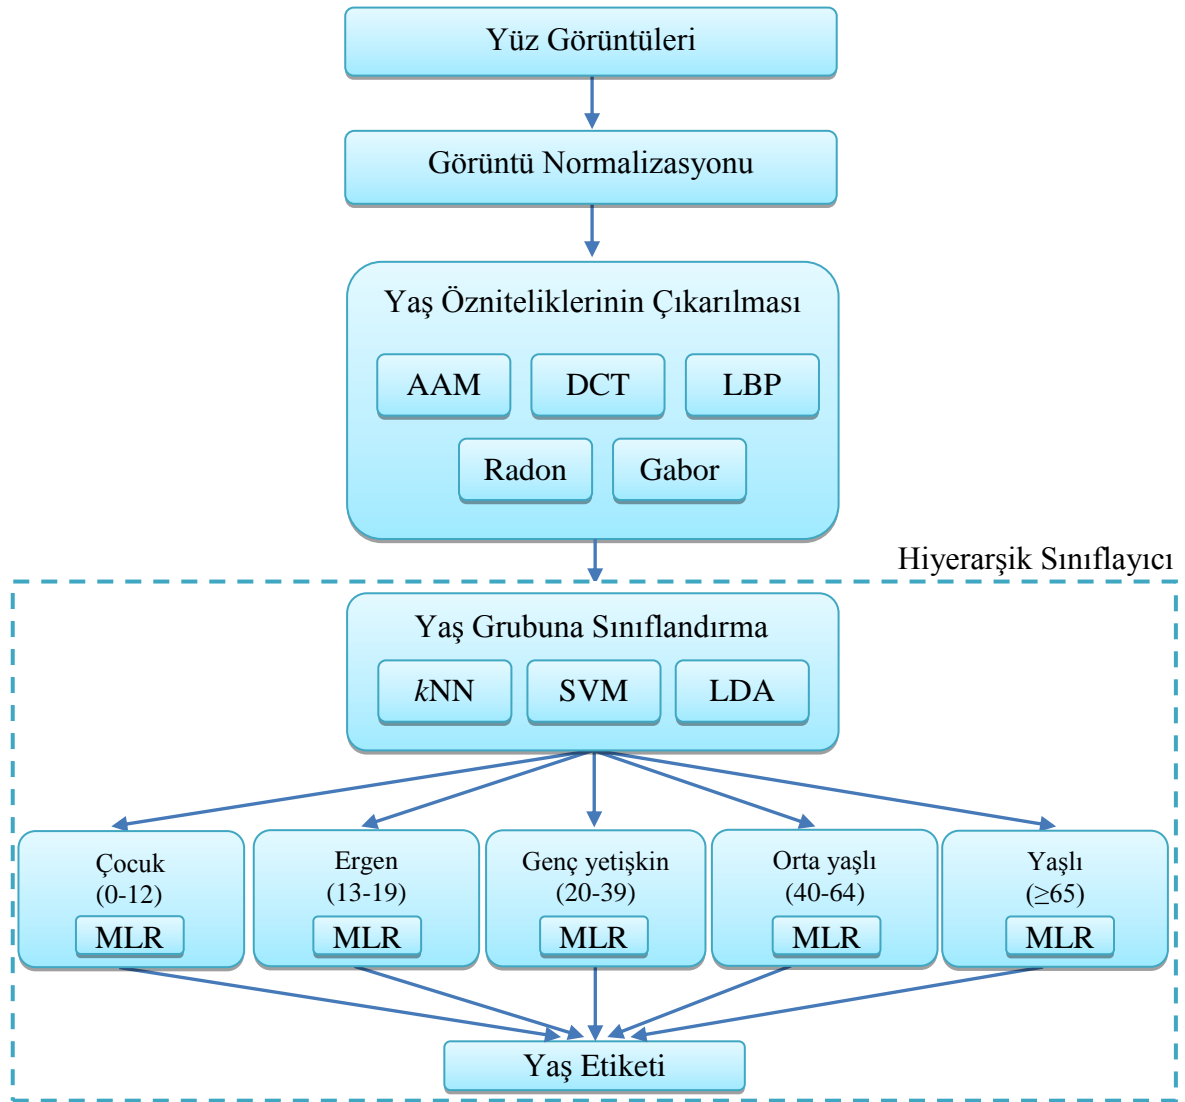 Yüz Görüntüleri
Görüntü Normalizasyonu
Yaş Özniteliklerinin Çıkarılması
AAM DCT LBP
Radon Gabor
Hiyerarşik Sınıflayıcı
Yaş Grubuna Sınıflandırma
kNN SVM LDA
Çocuk
(0-12)
MLR
Ergen
(13-19)
MLR
Genç yetişkin
(20-39)
MLR
Orta yaşlı
(40-64)
MLR
Yaşlı
(≥65)
MLR
Yaş Etiketi